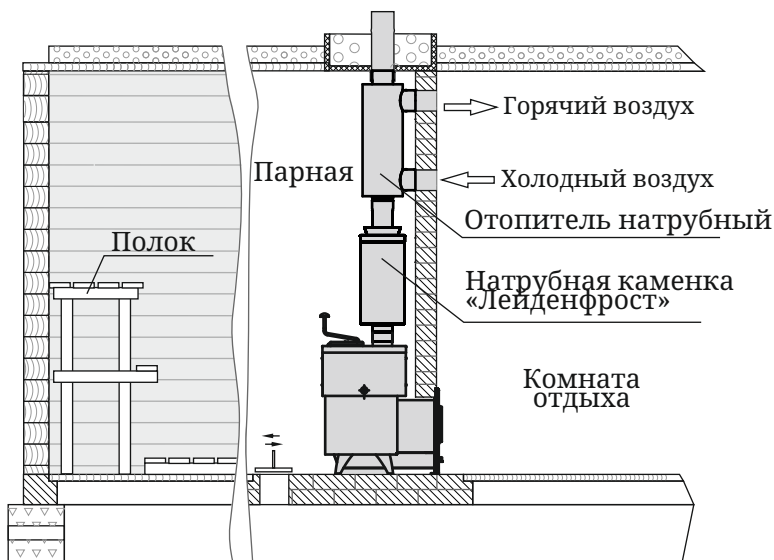 Горячий воздух
Парная
Холодный воздух
Отопитель натрубный
Полок
Натрубная каменка
«Лейденфрост»
Комната
отдыха